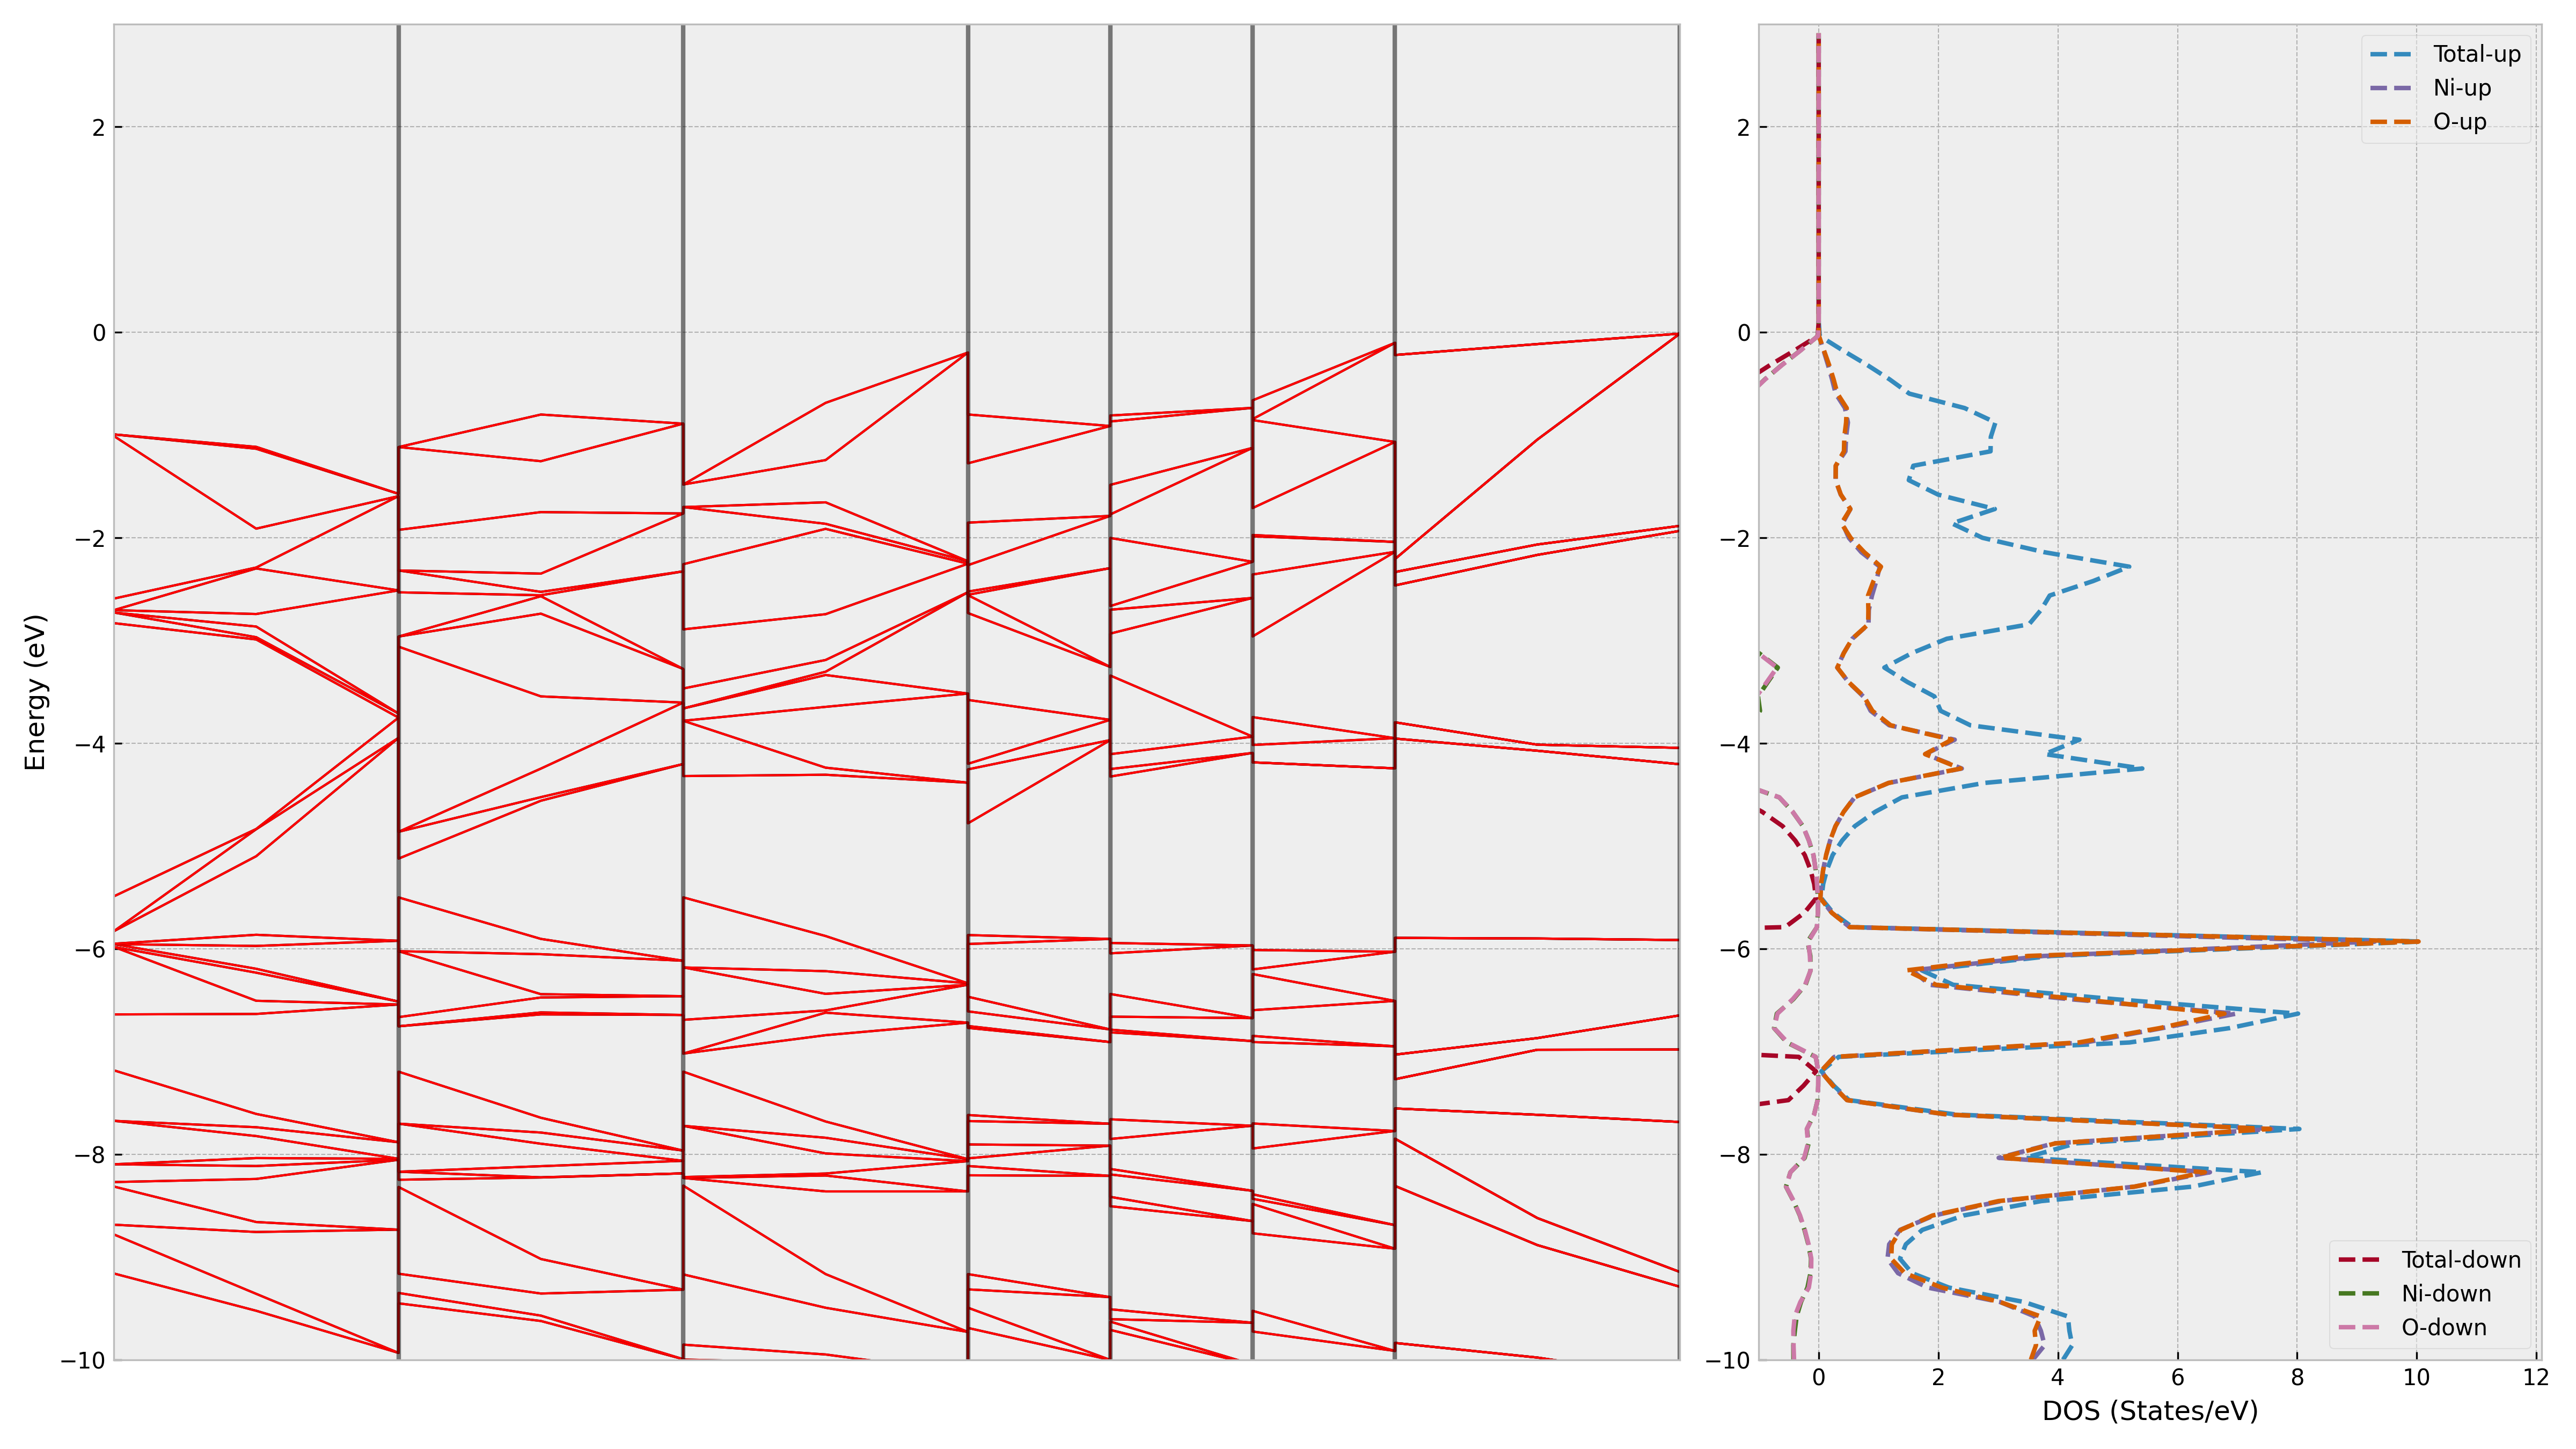 Energy (eV)
2
0
−2
−4
−6
−8
−10
2
0
−2
−4
−6
−8
−10
Total-up
Ni-up
O-up
Total-down
Ni-down
O-down
0 2 4 6 8 10 12
DOS (States/eV)